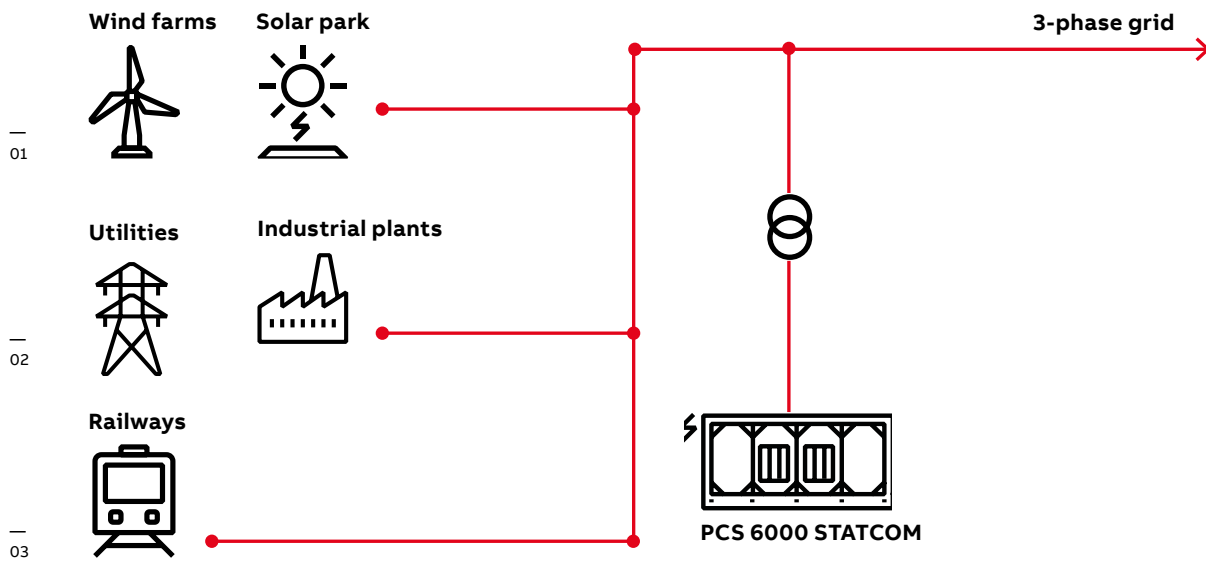 Wind farms
Solar park
3-phase grid
—
01
Utilities
Industrial plants
—
02
Railways
—
03
PCS 6000 STATCOM